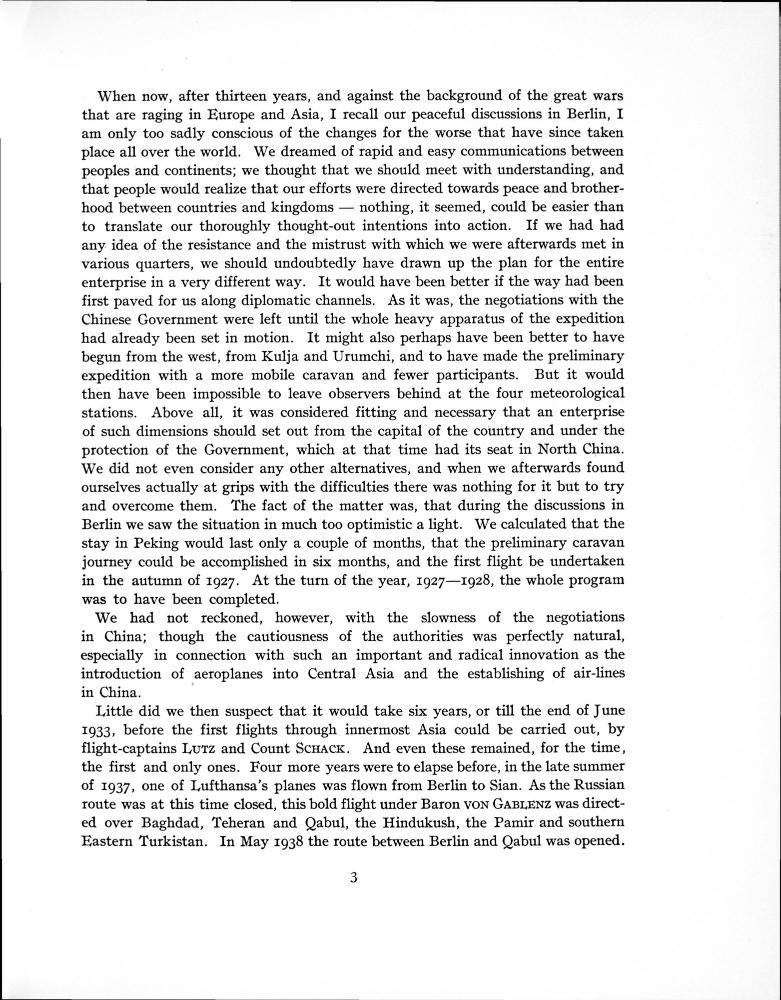 When now, after thirteen years, and against the background of the great wars
that are raging in Europe and Asia, I recall our peaceful discussions in Berlin, I
am only too sadly conscious of the changes for the worse that have since taken
place all over the world. We dreamed of rapid and easy communications between
peoples and continents; we thought that we should meet with understanding, and
that people would realize that our efforts were directed towards peace and brother-
hood between countries and kingdoms — nothing, it seemed, could be easier than
to translate our thoroughly thought-out intentions into action. If we had had
any idea of the resistance and the mistrust with which we were afterwards met in
various quarters, we should undoubtedly have drawn up the plan for the entire
enterprise in a very different way. It would have been better if the way had been
first paved for us along diplomatic channels. As it was, the negotiations with the
Chinese Government were left until the whole heavy apparatus of the expedition
had already been set in motion. It might also perhaps have been better to have
begun from the west, from Kulja and Urumchi, and to have made the preliminary
expedition with a more mobile caravan and fewer participants. But it would
then have been impossible to leave observers behind at the four meteorological
stations. Above all, it was considered fitting and necessary that an enterprise
of such dimensions should set out from the capital of the country and under the
protection of the Government, which at that time had its seat in North China.
We did not even consider any other alternatives, and when we afterwards found
ourselves actually at grips with the difficulties there was nothing for it but to try
and overcome them. The fact of the matter was, that during the discussions in
Berlin we saw the situation in much too optimistic a light. We calculated that the
stay in Peking would last only a couple of months, that the preliminary caravan
journey could be accomplished in six months, and the first flight be undertaken
in the autumn of 1927. At the turn of the year, 1927—1928, the whole program
was to have been completed.
We had not reckoned, however, with the slowness of the negotiations
in China; though the cautiousness of the authorities was perfectly natural,
especially in connection with such an important and radical innovation as the
introduction of aeroplanes into Central Asia and the establishing of air-lines
in China.
Little did we then suspect that it would take six years, or till the end of June
1933, before the first flights through innermost Asia could be carried out, by
flight-captains LUTZ and Count SCHACK. And even these remained, for the time,
the first and only ones. Four more years were to elapse before, in the late summer
of 1937, one of Lufthansa's planes was flown from Berlin to Sian. As the Russian
route was at this time closed, this bold flight under Baron VON GABLENZ was direct-
ed over Baghdad, Teheran and Qabul, the Hindukush, the Pamir and southern
Eastern Turkistan. In May 1938 the route between Berlin and Qabul was opened.
3